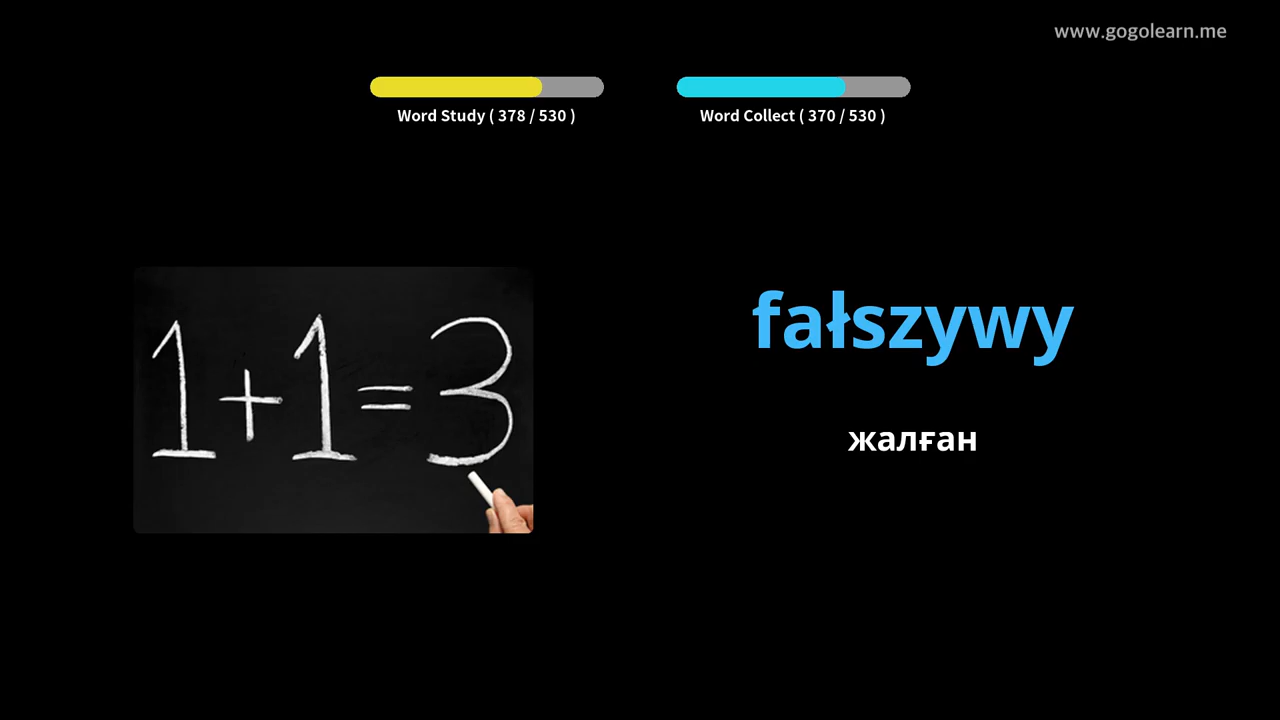 www.gogolearn.me
Word Study ( 378 / 530 )
Word Collect ( 370 / 530 )
1+1=3
fałszywy
жалған